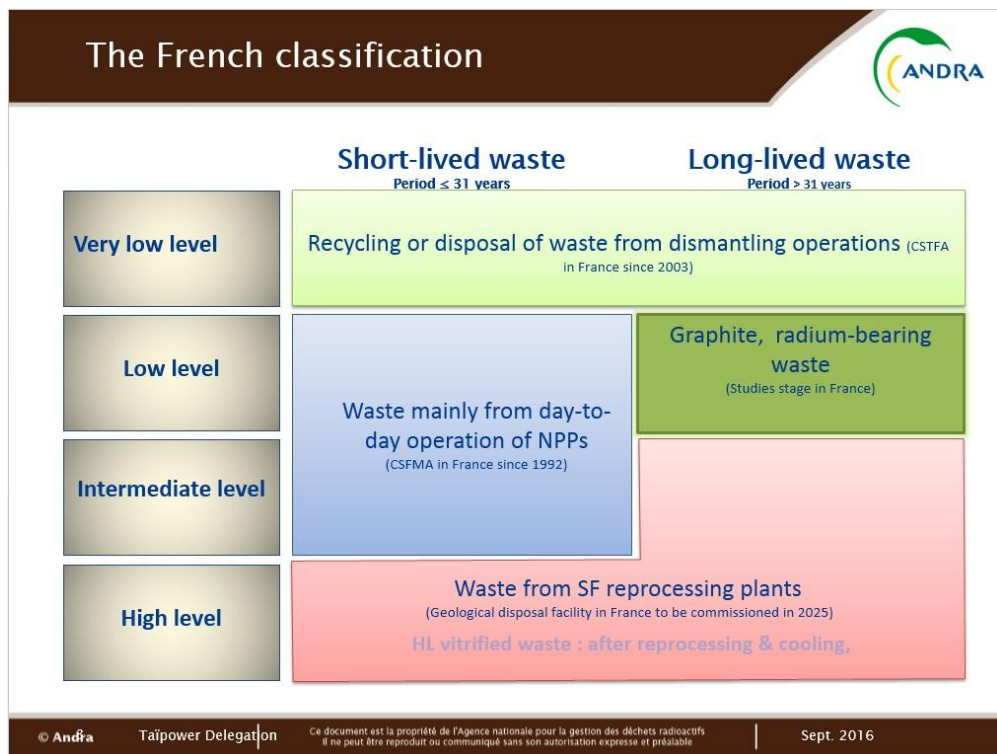 The French classification
ANDRA
Short-lived waste
Period ≤ 31 years
Long-lived waste
Period > 31 years
Very low level
Recycling or disposal of waste from dismantling operations (CSTFA
in France since 2003)
Low level
Graphite, radium-bearing
waste
(Studies stage in France)
Waste mainly from day-to-
day operation of NPPs
(CSFMA in France since 1992)
Intermediate level
High level
Waste from SF reprocessing plants
(Geological disposal facility in France to be commissioned in 2025)
HL vitrified waste : after reprocessing & cooling,
© Andra
Taïpower Delegation
Ce document est la propriété de l'Agence nationale pour la gestion des déchets radioactifs
Il ne peut être reproduit ou communiqué sans son autorisation expresse et préalable
Sept. 2016